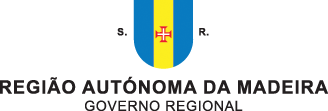 S. R.
REGIÃO AUTÓNOMA DA MADEIRA
GOVERNO REGIONAL